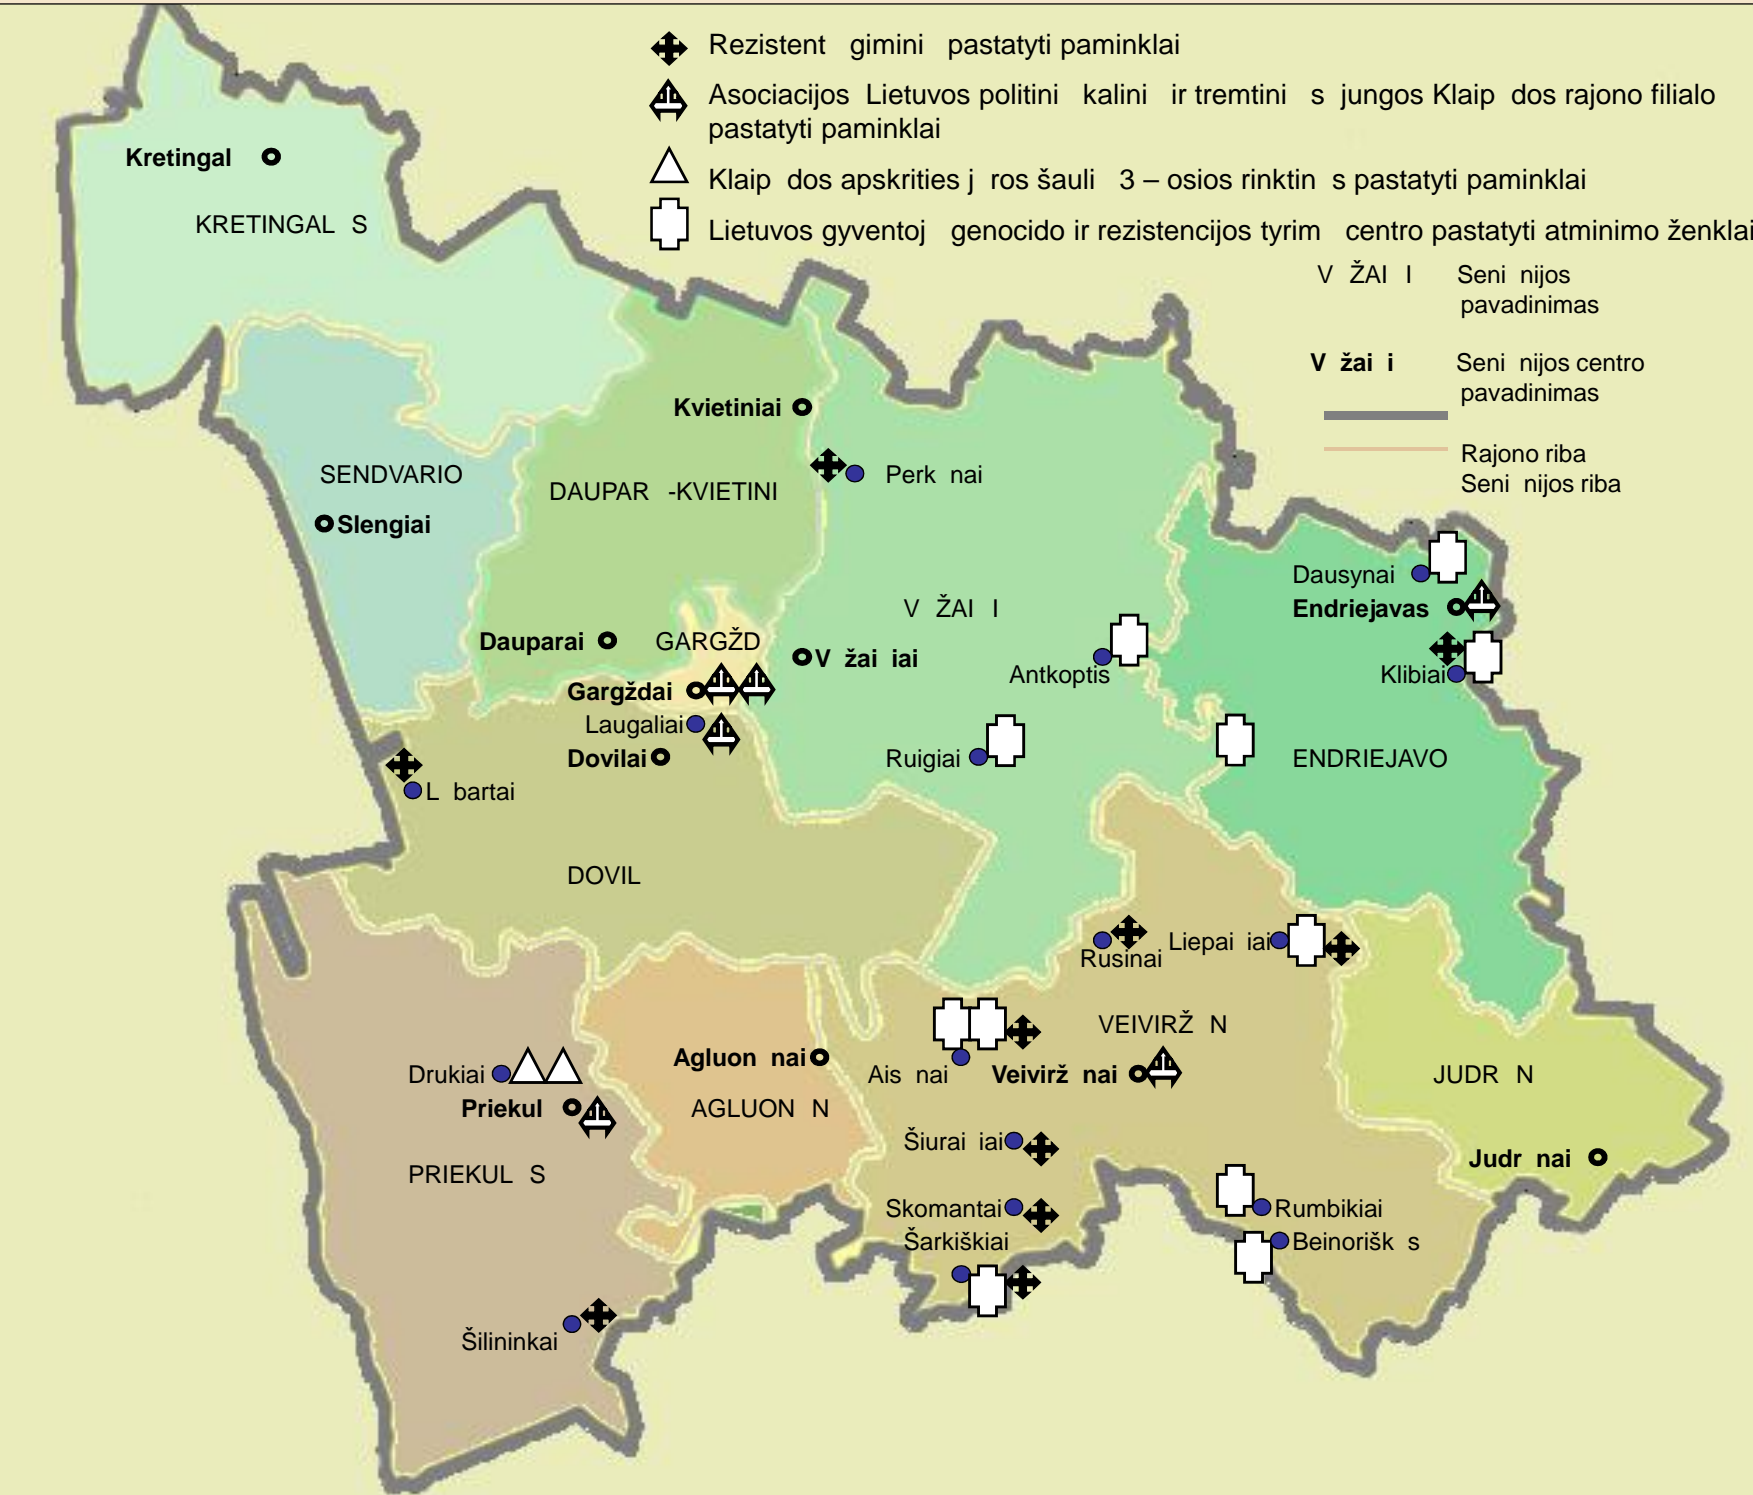 Rezistent gimini pastatyti paminklai
Asociacijos Lietuvos politini kalini ir tremtini s jungos Klaip dos rajono filialo
pastatyti paminklai
Klaip dos apskrities j ros šauli 3 – osios rinktin s pastatyti paminklai
Lietuvos gyventoj genocido ir rezistencijos tyrim centro pastatyti atminimo ženklai
V ŽAI I Seni nijos
pavadinimas
V žai i Seni nijos centro
pavadinimas
Rajono riba
Seni nijos riba
Kretingal
KRETINGAL S
Kvietiniai
SENDVARIO
DAUPAR -KVIETINI
Perk nai
Slengiai
Dausynai
Endriejavas
V ŽAI I
Dauparai
GARGŽD
V žai iai
Antkoptis
Klibiai
Gargždai
Laugaliai
Dovilai
Ruigiai
ENDRIEJAVO
L bartai
DOVIL
Rusinai
Liepai iai
VEIVIRŽ N
Agluon nai
Drukiai
Ais nai
Veivirž nai
JUDR N
Priekul
AGLUON N
Šiurai iai
PRIEKUL S
Judr nai
Skomantai
Rumbikiai
Šarkiškiai
Beinorišk s
Šilininkai